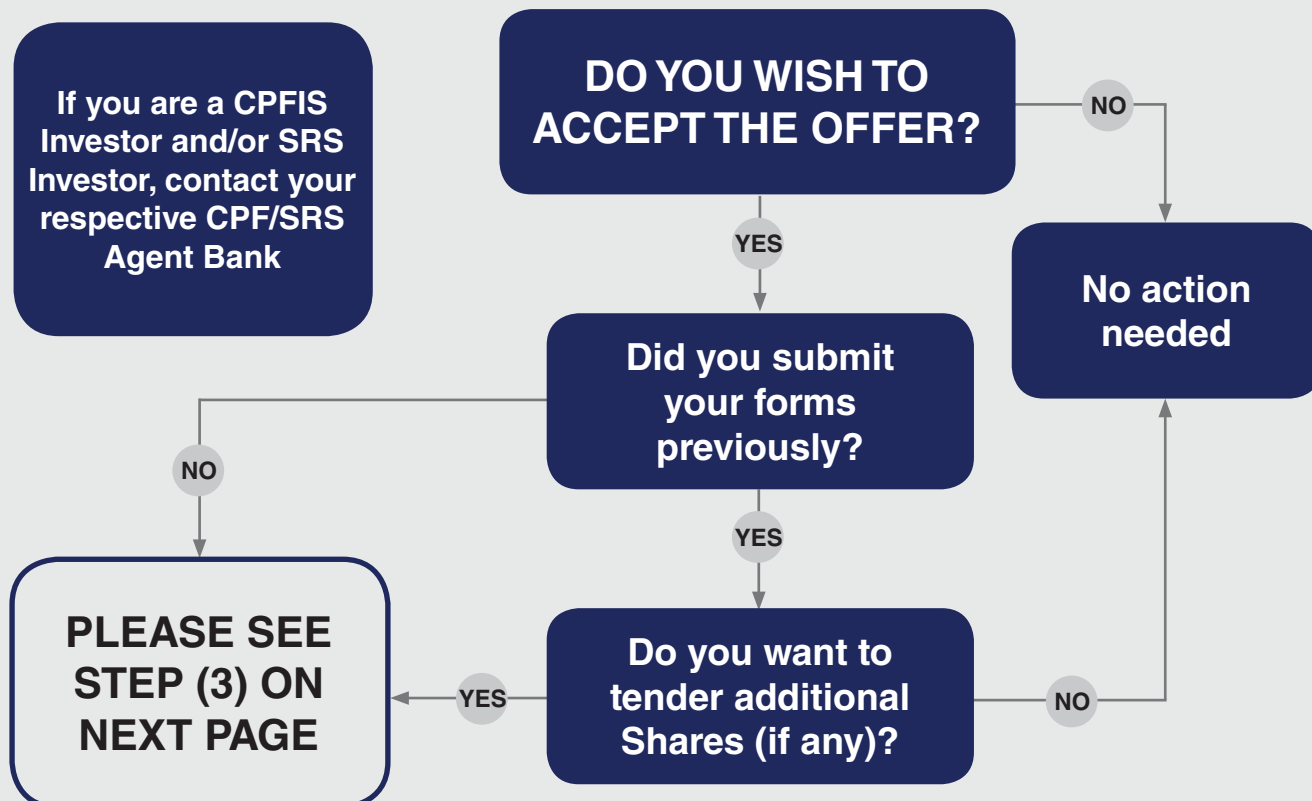 If you are a CPFIS
Investor and/or SRS
Investor, contact your
respective CPF/SRS
Agent Bank
DO YOU WISH TO
ACCEPT THE OFFER?
NO
YES
No action
needed
Did you submit
your forms
previously?
NO
YES
PLEASE SEE
STEP (3) ON
NEXT PAGE
YES
Do you want to
tender additional
Shares (if any)?
NO